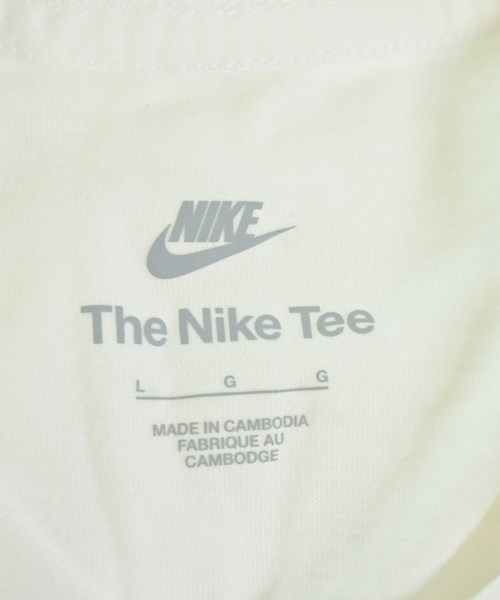 NIKE
The Nike Tee
L G G
MADE IN CAMBODIA
FABRIQUE AU
CAMBODGE